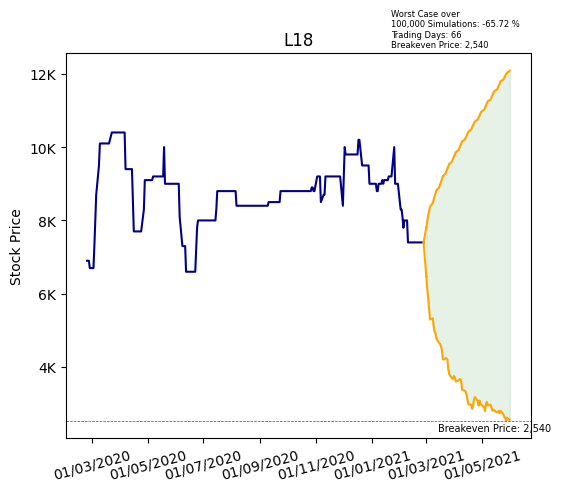 Worst Case over
100,000 Simulations: -65.72 %
Trading Days: 66
Breakeven Price: 2,540
L18
Stock Price
12K
10K
8K
6K
4K
Breakeven Price: 2,540
01/03/2020
01/05/2020
01/07/2020
01/09/2020
01/11/2020
01/01/2021
01/03/2021
01/05/2021